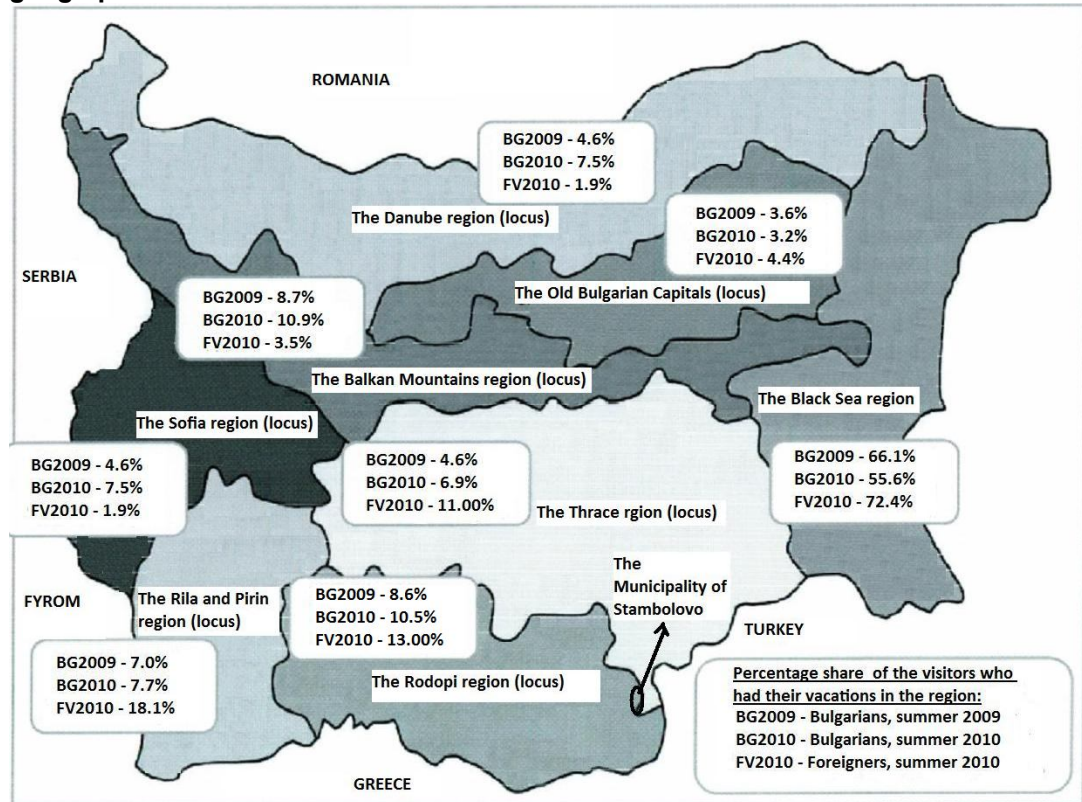 ROMANIA
BG2009 - 4.6%
BG2010 - 7.5%
FV2010 - 1.9%
The Danube region (locus)
BG2009 - 3.6%
BG2010 - 3.2%
FV2010 - 4.4%
SERBIA
The Old Bulgarian Capitals (locus)
BG2009 - 8.7%
BG2010 - 10.9%
FV2010 - 3.5%
The Balkan Mountains region (locus)
The Black Sea region
The Sofia region (locus)
BG2009 - 4.6%
BG2010 - 7.5%
FV2010 - 1.9%
BG2009 - 4.6%
BG2010 - 6.9%
FV2010 - 11.00%
BG2009 - 66.1%
BG2010 - 55.6%
FV2010 - 72.4%
The Thrace rgion (locus)
The
Municipality of
Stambolovo
FYROM
The Rila and Pirin
region (locus)
BG2009 - 8.6%
BG2010 - 10.5%
FV2010 - 13.00%
TURKEY
BG2009 - 7.0%
BG2010 - 7.7%
FV2010 - 18.1%
The Rodopi region (locus)
Percentage share of the visitors who
had their vacations in the region:
BG2009 - Bulgarians, summer 2009
BG2010 - Bulgarians, summer 2010
FV2010 - Foreigners, summer 2010
GREECE